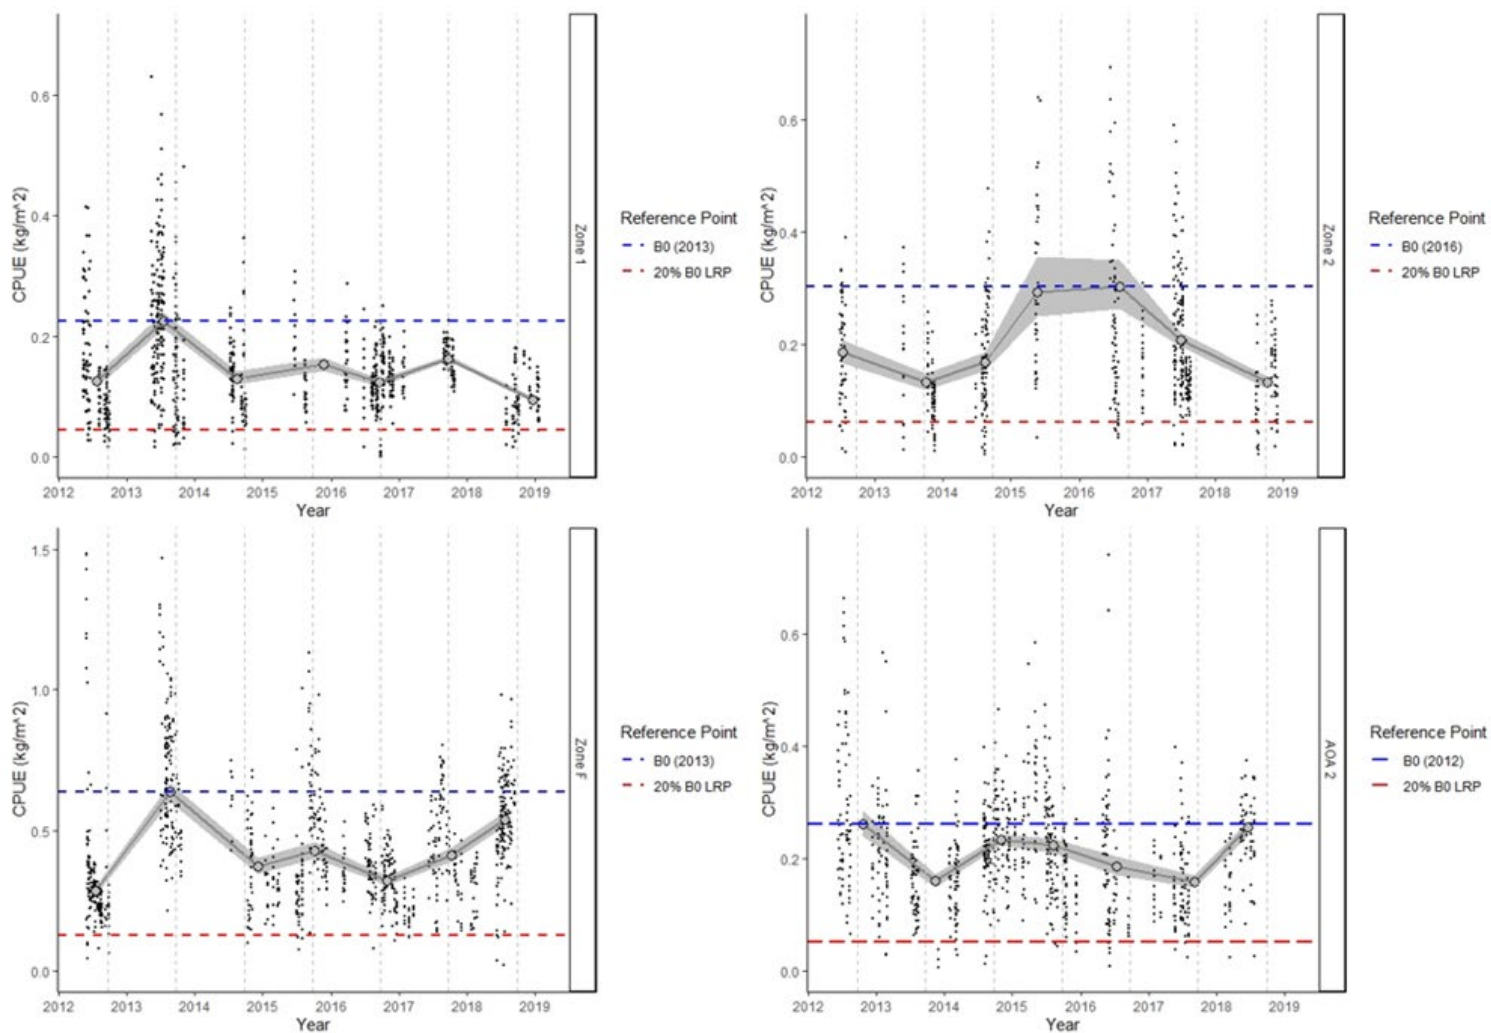 CPUE (kg/m^2)
0.6
0.4
0.2
0.0
2012 2013 2014 2015 2016 2017 2018 2019
Year
Zone 1
Reference Point
B0 (2013)
20% B0 LRP
CPUE (kg/m^2)
0.6
0.4
0.2
0.0
2012 2013 2014 2015 2016 2017 2018 2019
Year
Zone 2
Reference Point
B0 (2016)
20% B0 LRP
CPUE (kg/m^2)
1.5
1.0
0.5
0.0
2012 2013 2014 2015 2016 2017 2018 2019
Year
Zone F
Reference Point
B0 (2013)
20% B0 LRP
CPUE (kg/m^2)
0.6
0.4
0.2
0.0
2012 2013 2014 2015 2016 2017 2018 2019
Year
AOA 2
Reference Point
B0 (2012)
20% B0 LRP